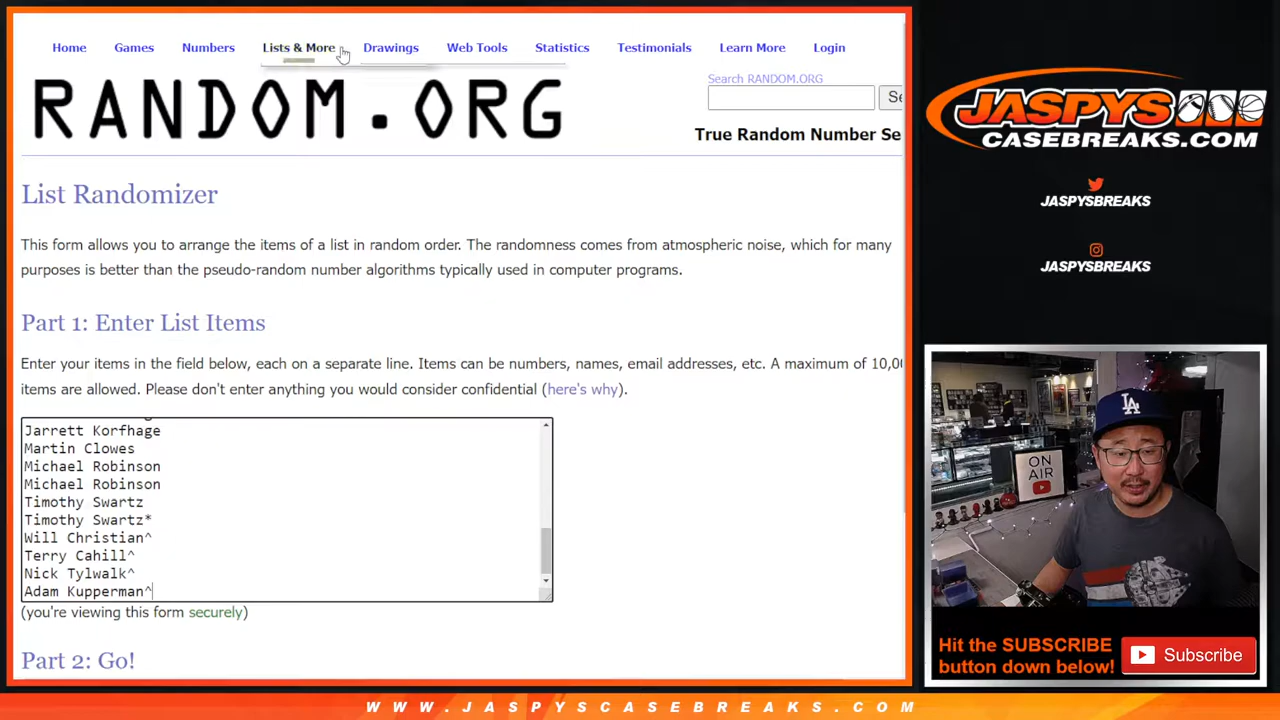 Home Games Numbers Lists & More Drawings Web Tools Statistics Testimonials Learn More Login
RANDOM.ORG
Search RANDOM.ORG
True Random Number Se
List Randomizer
This form allows you to arrange the items of a list in random order. The randomness comes from atmospheric noise, which for many
purposes is better than the pseudo-random number algorithms typically used in computer programs.
Part 1: Enter List Items
Enter your items in the field below, each on a separate line. Items can be numbers, names, email addresses, etc. A maximum of 10,00
items are allowed. Please don't enter anything you would consider confidential (here's why).
Jarrett Korfhage
Martin Clowes
Michael Robinson
Michael Robinson
Timothy Swartz
Timothy Swartz*
Will Christian^
Terry Cahill^
Nick Tylwalk^
Adam Kupperman^
(you're viewing this form securely)
Part 2: Go!
JASPYS
CASEBREAKS.COM
JASPYSBREAKS
JASPYSBREAKS
LA
ON
AIR
Hit the SUBSCRIBE
button down below!
Subscribe
WWW.JASPYSCASEBREAKS.COM